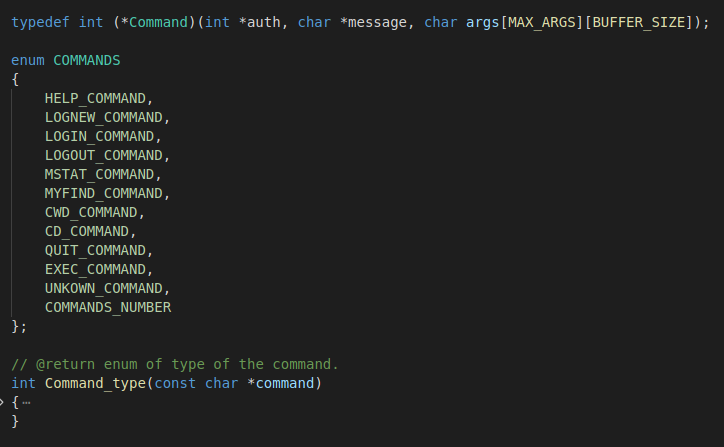 typedef int (*Command)(int *auth, char *message, char args[MAX_ARGS][BUFFER_SIZE]);
enum COMMANDS
{
HELP_COMMAND,
LOGNEW_COMMAND,
LOGIN_COMMAND,
LOGOUT_COMMAND,
MSTAT_COMMAND,
MYFIND_COMMAND,
CWD_COMMAND,
CD_COMMAND,
QUIT_COMMAND,
EXEC_COMMAND,
UNKOWN_COMMAND,
COMMANDS_NUMBER
};
// @return enum of type of the command.
int Command_type(const char *command)
{⋯
}